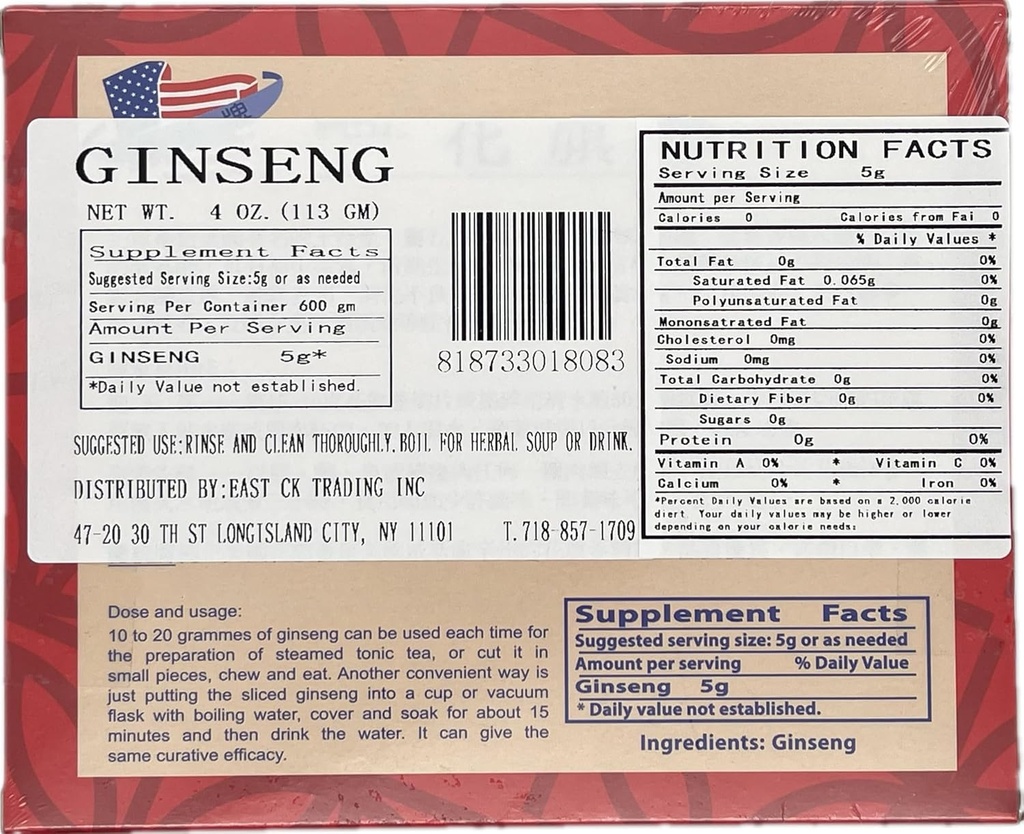 GINSENG
NET WT. 4 OZ. (113 GM)
Supplement Facts
Suggested Serving Size:5g or as needed
Serving Per Container 600 gm
Amount Per Serving
GINSENG 5g*
*Daily Value not established.
818733018083
SUGGESTED USE:RINSE AND CLEAN THOROUGHLY.BOIL FOR HERBAL SOUP OR DRINK.
DISTRIBUTED BY:EAST CK TRADING INC
47-20 30 TH ST LONGISLAND CITY, NY 11101 T.718-857-1709
NUTRITION FACTS
Serving Size 5g
Amount per Serving
Calories 0 Calories from Fai 0
% Daily Values *
Total Fat 0g 0%
Saturated Fat 0.065g 0%
Polyunsaturated Fat 0g
Mononsatrated Fat 0g
Cholesterol 0mg 0%
Sodium 0mg 0%
Total Carbohydrate 0g 0%
Dietary Fiber 0g 0%
Sugars 0g
Protein 0g 0%
Vitamin A 0% * Vitamin C 0%
Calcium 0% * Iron 0%
*Percent Daily Values are based on a 2,000 calorie
diert. Your daily values may be higher or lower
depending on your calorie needs:
Dose and usage:
10 to 20 grammes of ginseng can be used each time for
the preparation of steamed tonic tea, or cut it in
small pieces, chew and eat. Another convenient way is
just putting the sliced ginseng into a cup or vacuum
flask with boiling water, cover and soak for about 15
minutes and then drink the water. It can give the
same curative efficacy.
Supplement Facts
Suggested serving size: 5g or as needed
Amount per serving % Daily Value
Ginseng 5g
* Daily value not established.
Ingredients: Ginseng